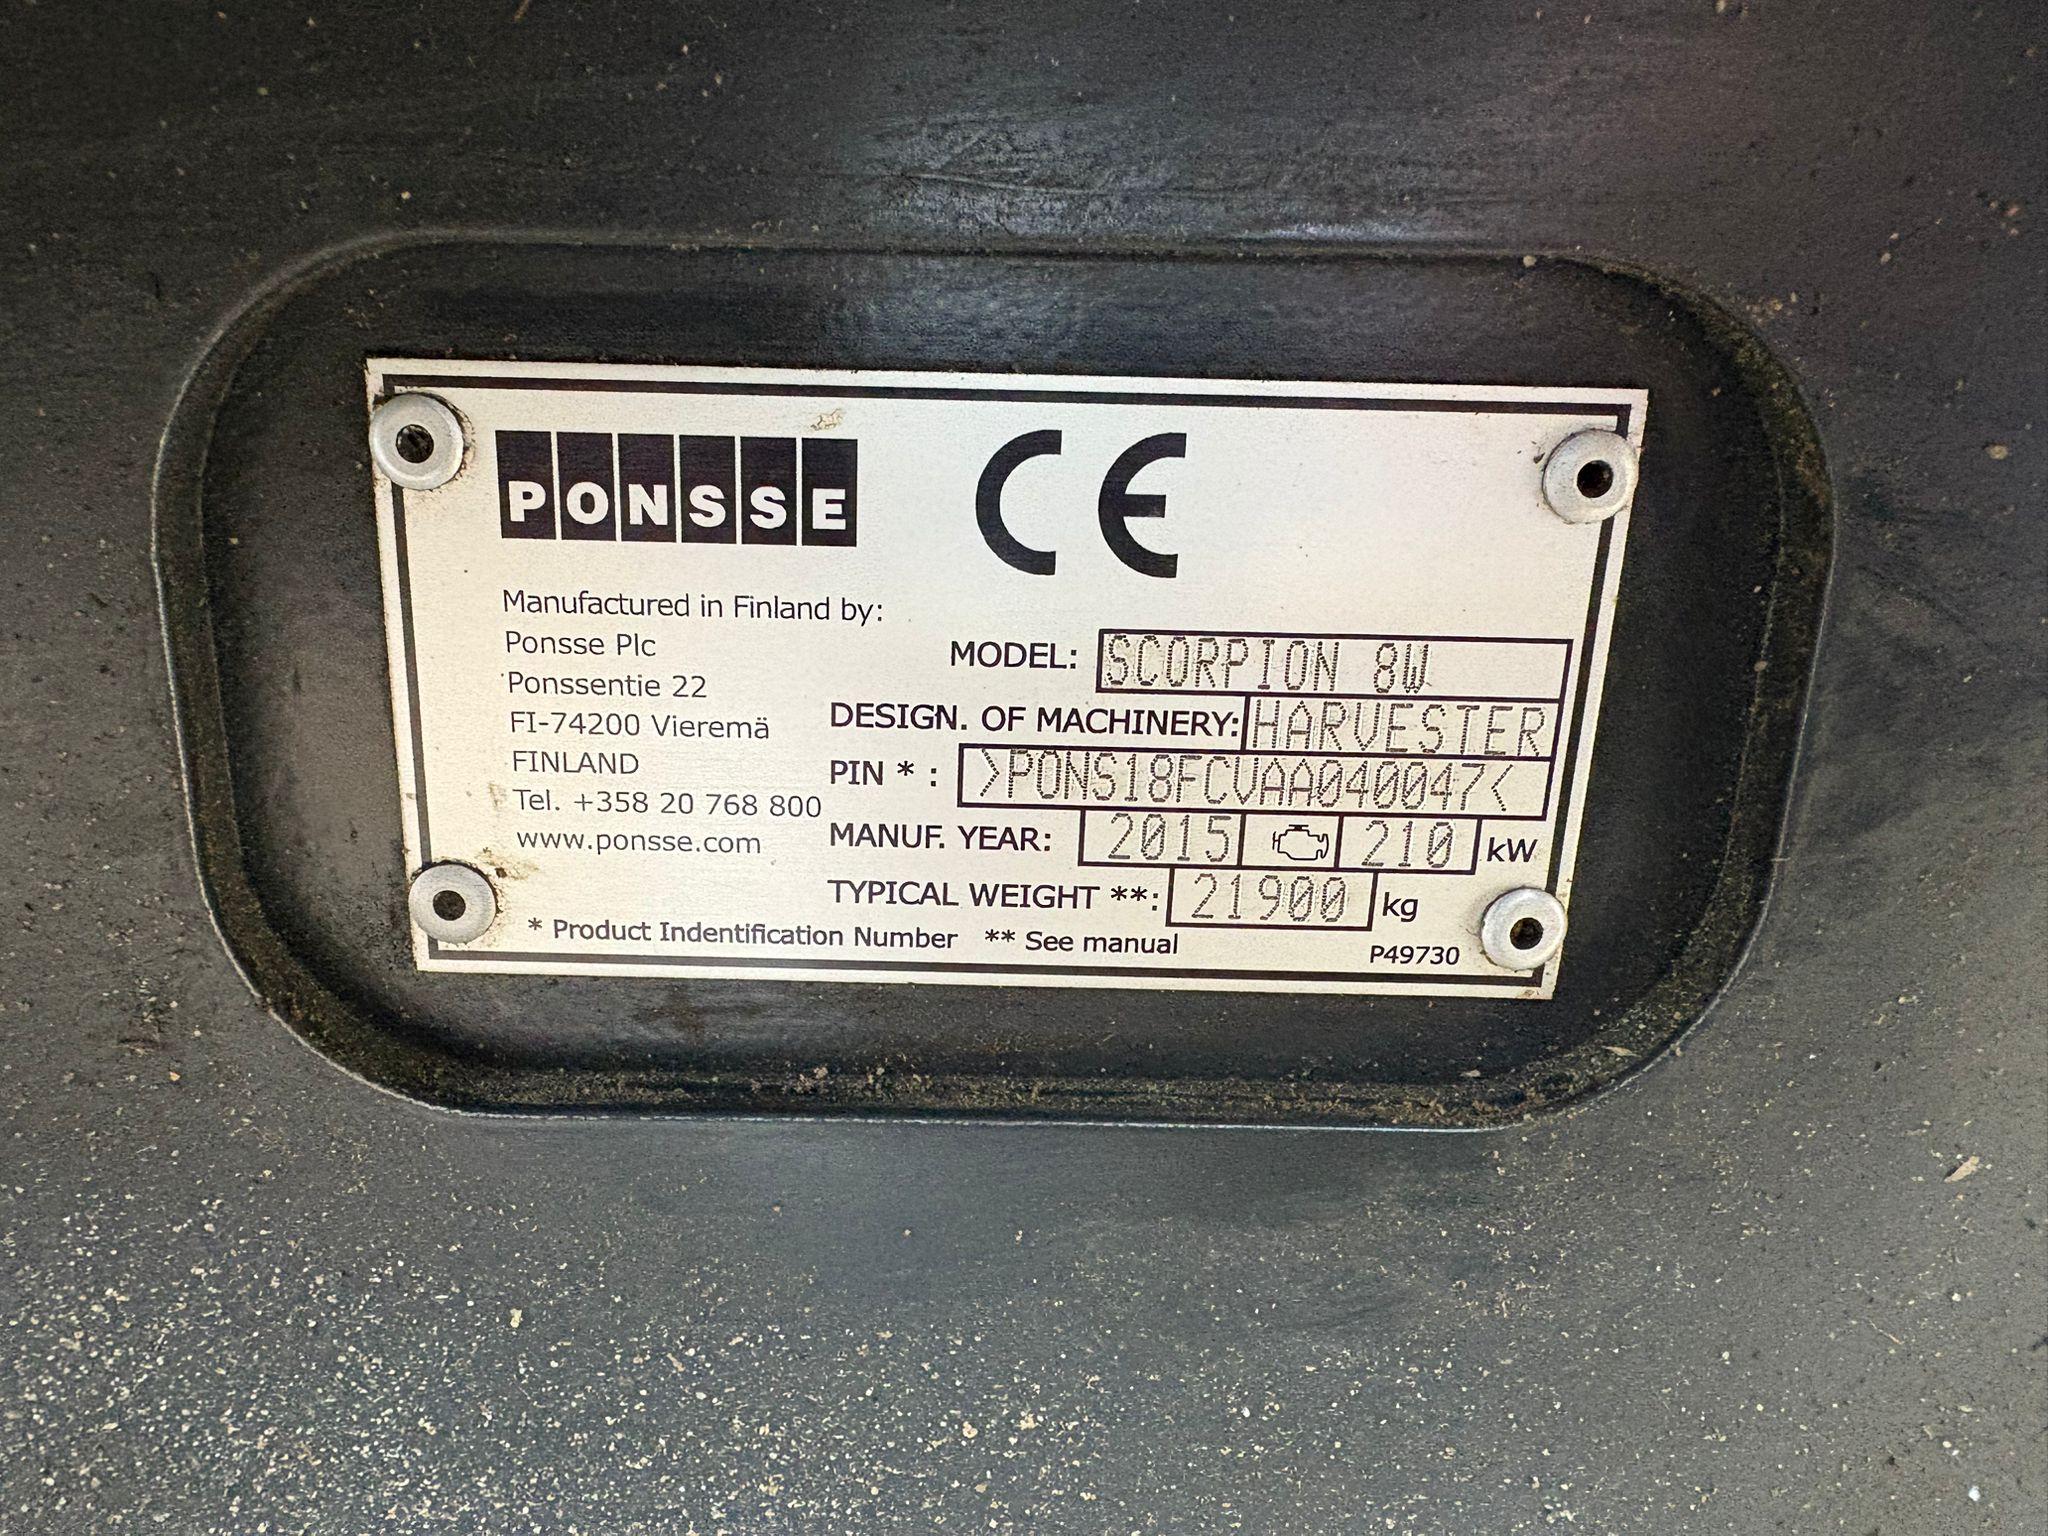 PONSSE CE
Manufactured in Finland by:
Ponsse Plc
Ponssentie 22
FI-74200 Vieremä
FINLAND
Tel. +358 20 768 800
www.ponsse.com
MODEL: SCORPION 8W
DESIGN. OF MACHINERY: HARVESTER
PIN * : >PONS18FCVAA040047<
MANUF. YEAR: 2015 210 kW
TYPICAL WEIGHT **: 21900 kg
* Product Indentification Number ** See manual
P49730